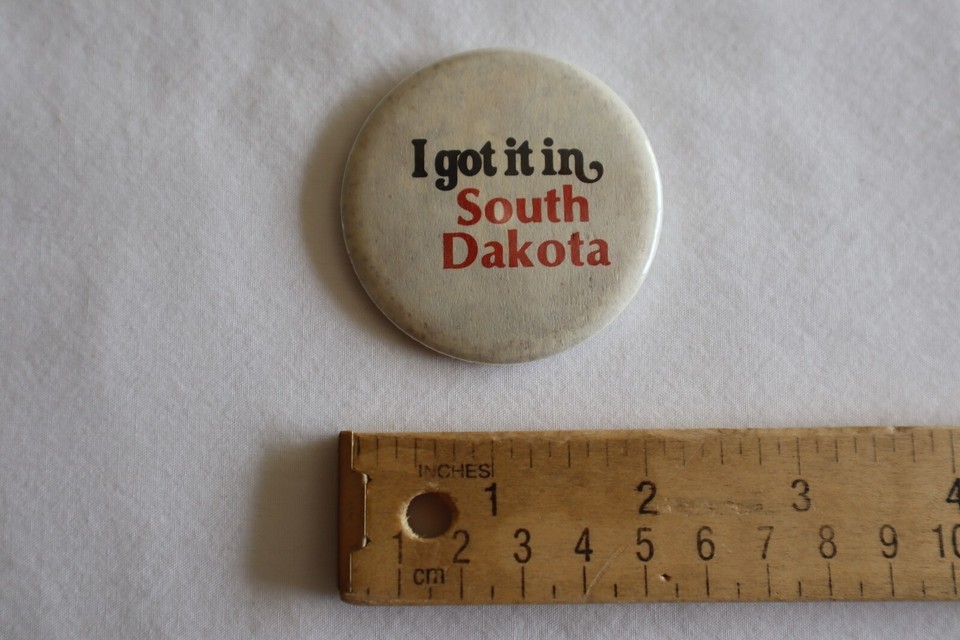 I got it in
South
Dakota
INCHES
1 2 3 4
1 2 3 4 5 6 7 8 9 10
cm